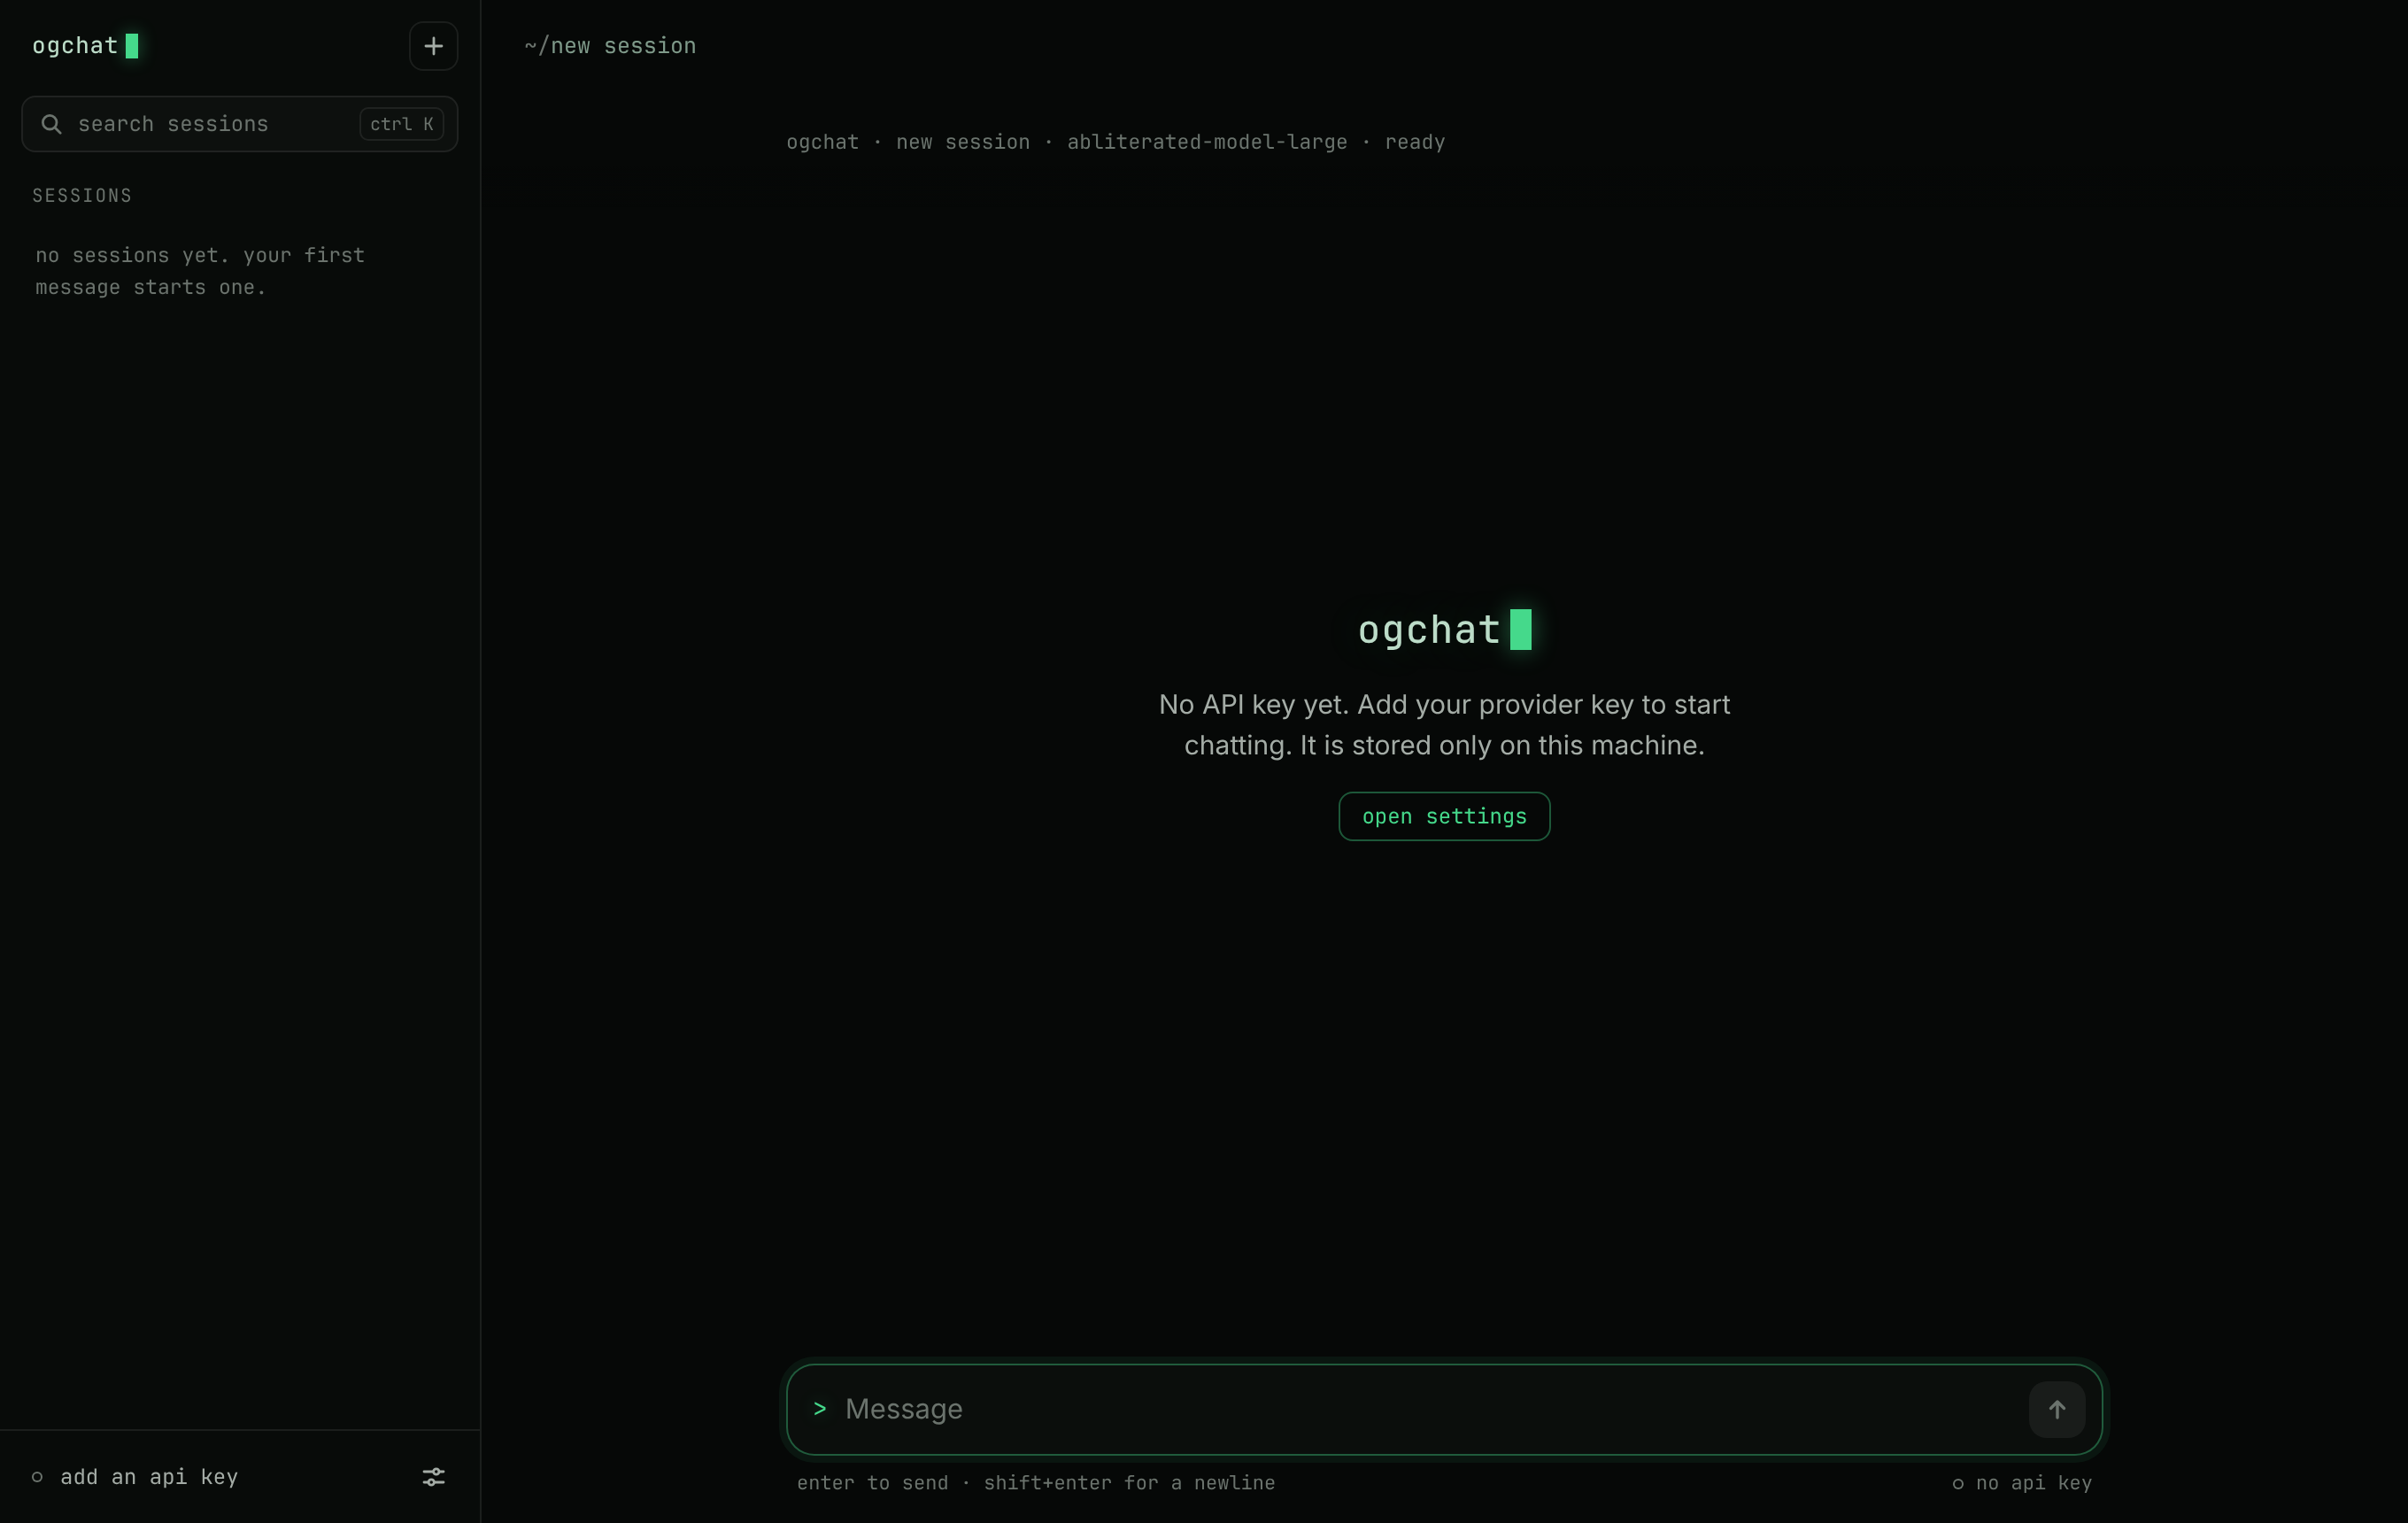 ogchat
search sessions ctrl K
SESSIONS
no sessions yet. your first
message starts one.
add an api key
~/new session
ogchat · new session · abliterated-model-large · ready
ogchat
No API key yet. Add your provider key to start
chatting. It is stored only on this machine.
open settings
> Message
enter to send · shift+enter for a newline
no api key